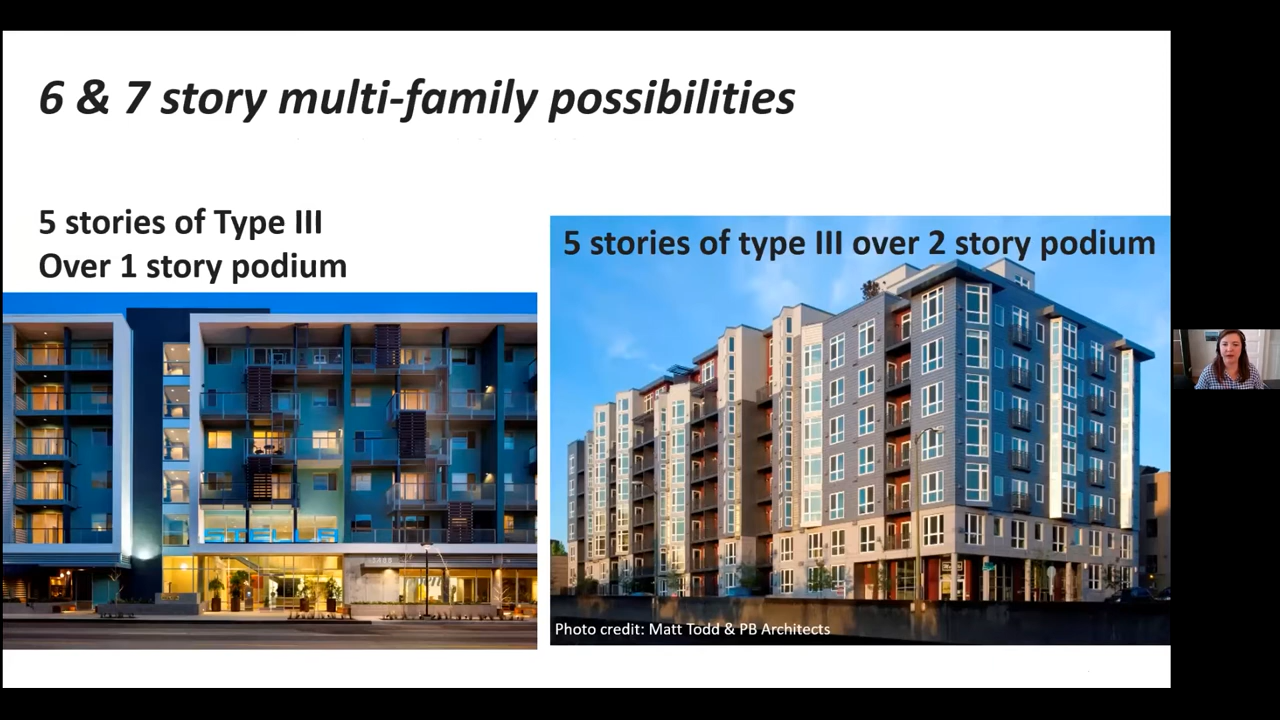 6 & 7 story multi-family possibilities
5 stories of Type III
Over 1 story podium
5 stories of type III over 2 story podium
Photo credit: Matt Todd & PB Architects